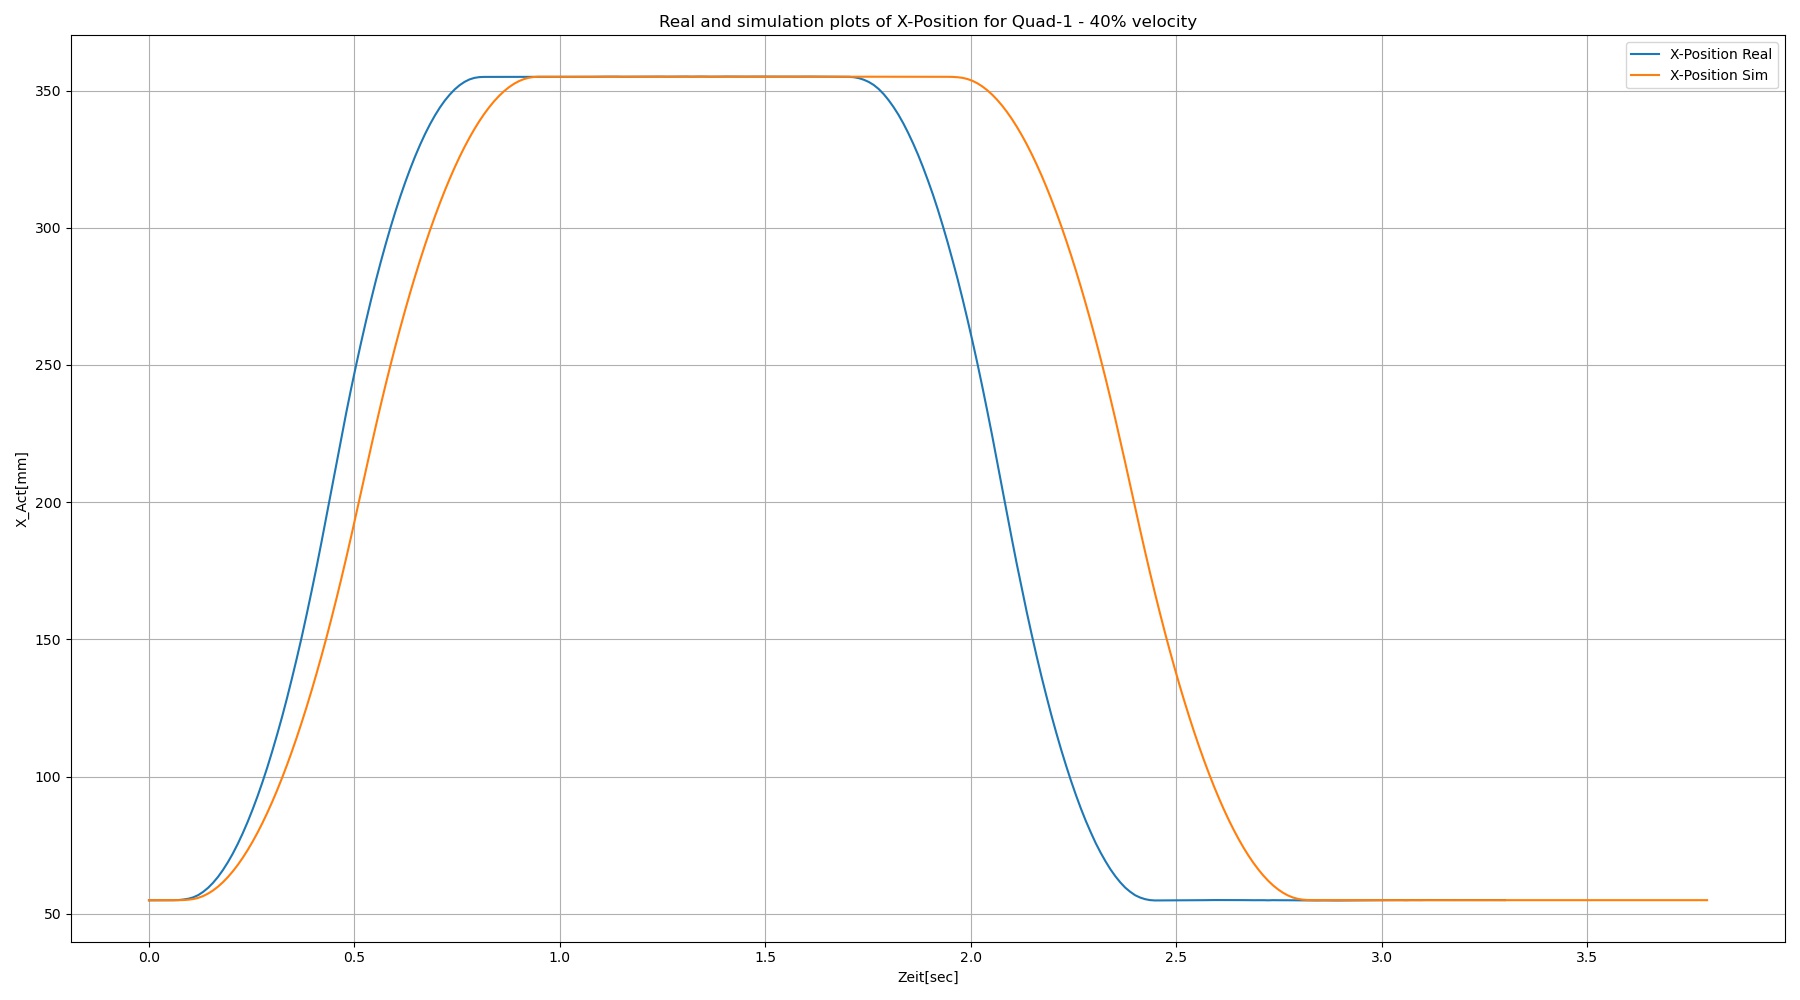 Real and simulation plots of X-Position for Quad-1 - 40% velocity
X-Position Real
X-Position Sim
350
300
250
200
150
100
50
X_Act[mm]
0.0 0.5 1.0 1.5 2.0 2.5 3.0 3.5
Zeit[sec]